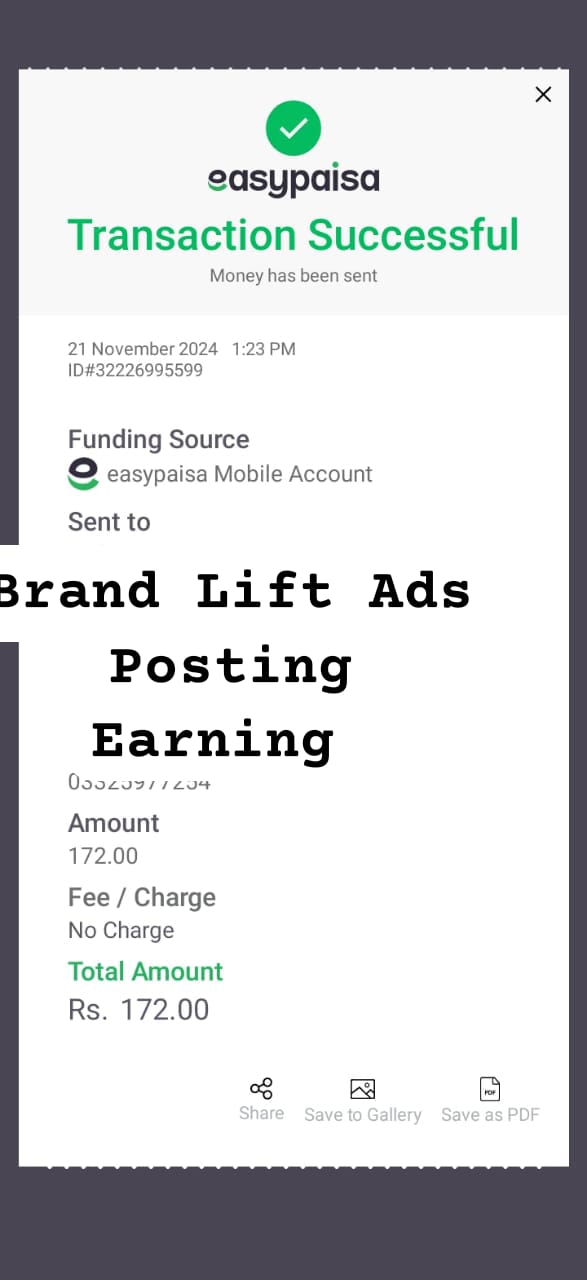 easypaisa
Transaction Successful
Money has been sent
21 November 2024 1:23 PM
ID#32226995599
Funding Source
easypaisa Mobile Account
Sent to
Brand Lift Ads
Posting
Earning
Amount
172.00
Fee / Charge
No Charge
Total Amount
Rs. 172.00
Share Save to Gallery Save as PDF